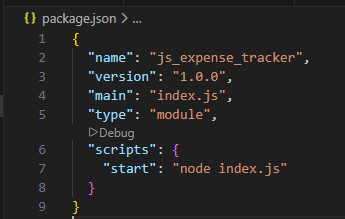 package.json > ...
1 {
2 "name": "js_expense_tracker",
3 "version": "1.0.0",
4 "main": "index.js",
5 "type": "module",
Debug
6 "scripts": {
7 "start": "node index.js"
8 }
9 }